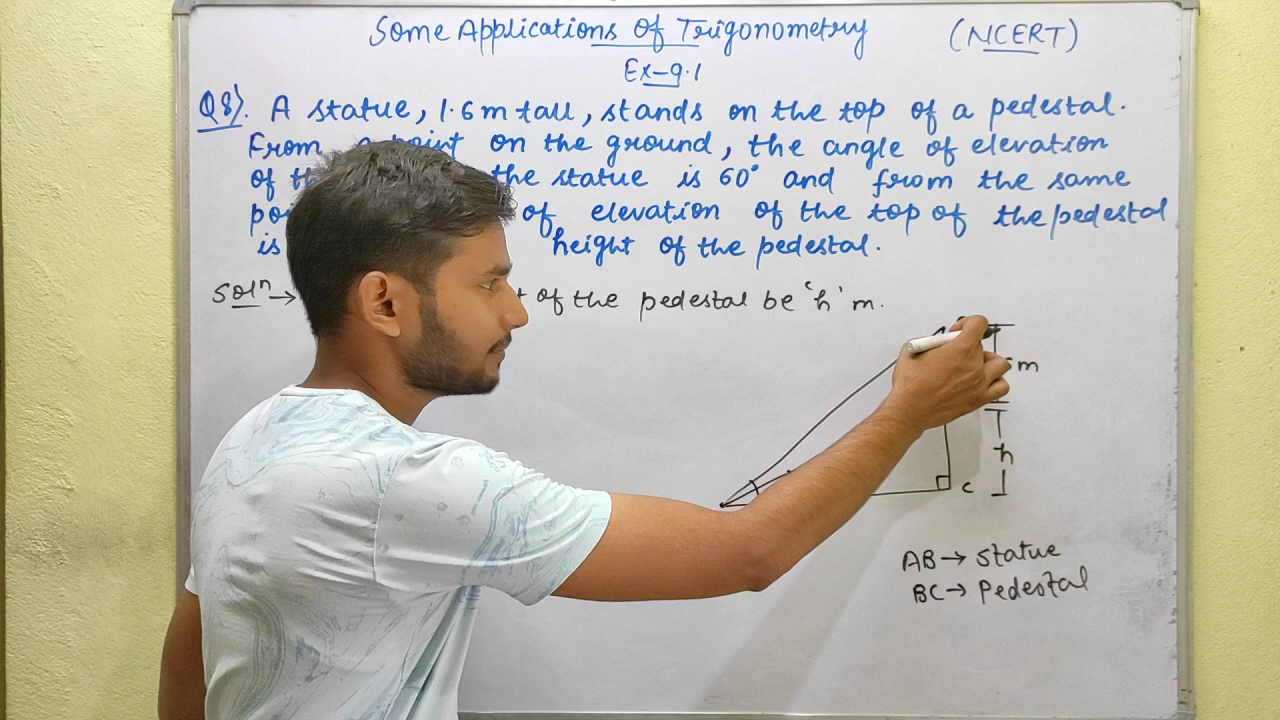 Some Applications Of Trigonometry (NCERT)
Ex-9.1
Q8). A statue, 1.6m tall, stands on the top of a pedestal.
From point on the ground, the angle of elevation
of the statue is 60° and from the same
of elevation of the top of the pedestal
is height of the pedestal.
Solⁿ→ of the pedestal be 'h' m.
m
h
C
AB→ Statue
BC→ Pedestal